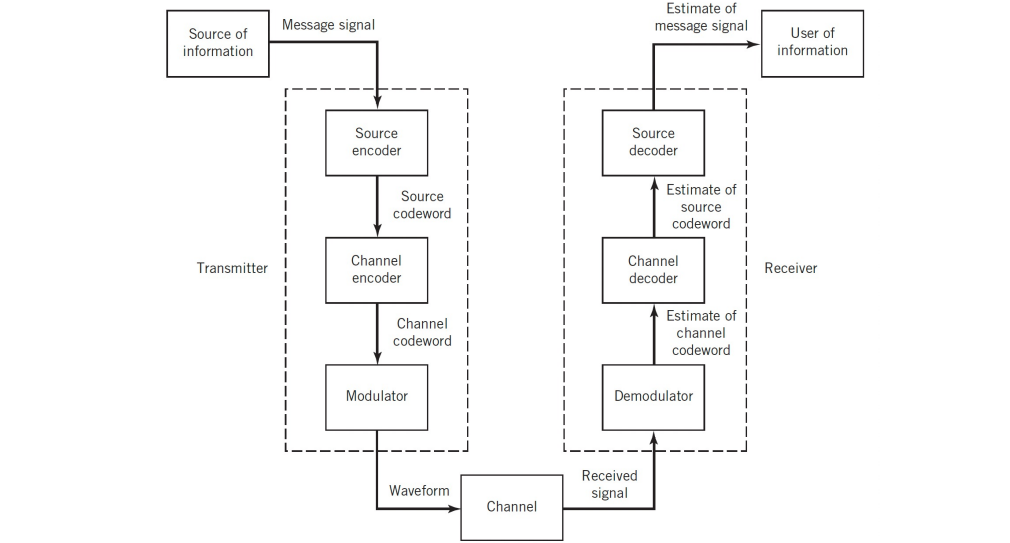 Source of
information
Message signal
Source
encoder
Source
codeword
Channel
encoder
Transmitter
Channel
codeword
Modulator
Waveform
Channel
Received
signal
Demodulator
Estimate of
channel
codeword
Channel
decoder
Receiver
Estimate of
source
codeword
Source
decoder
Estimate of
message signal
User of
information